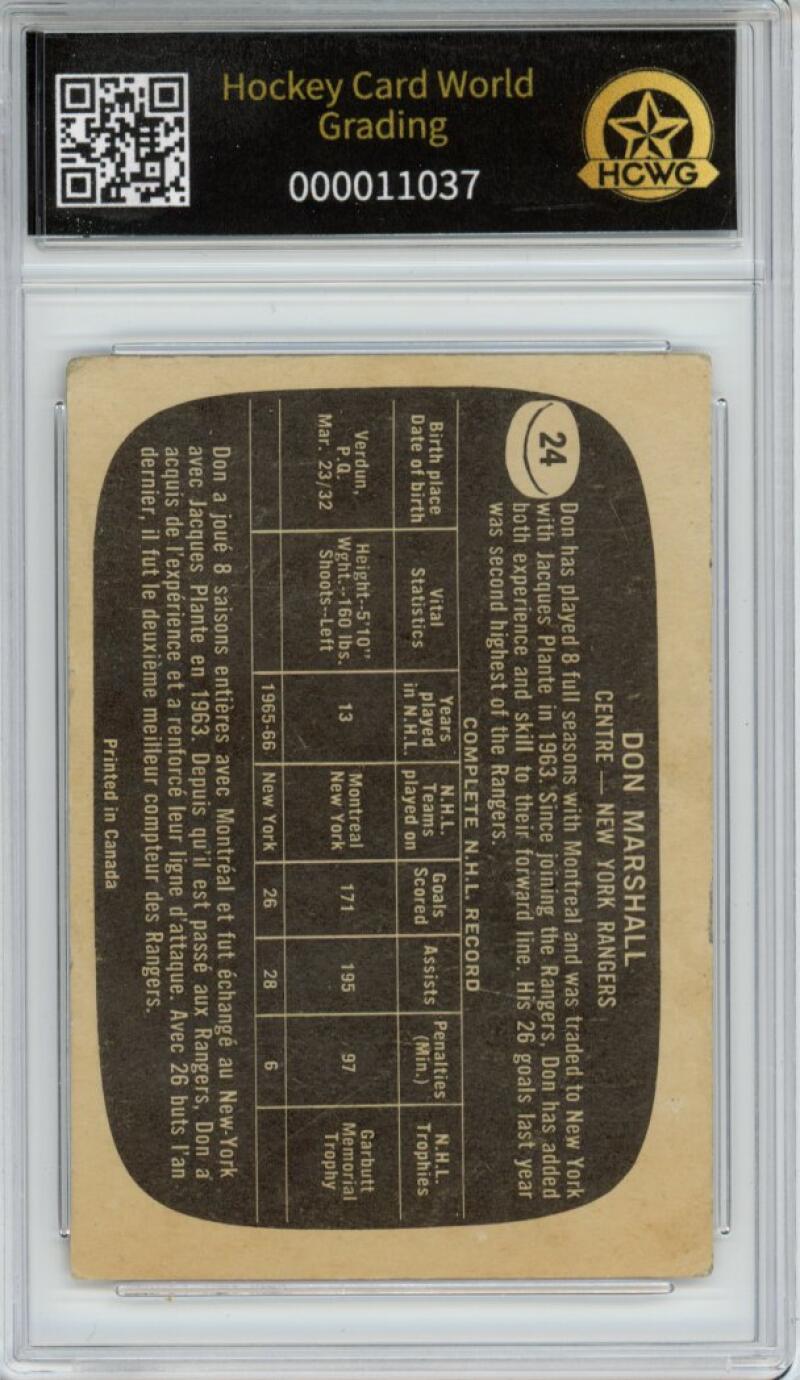 Hockey Card World
Grading
000011037
HCWG
24
DON MARSHALL
CENTRE — NEW YORK RANGERS
Don has played 8 full seasons with Montreal and was traded to New York
with Jacques Plante in 1963. Since joining the Rangers, Don has added
both experience and skill to their forward line. His 26 goals last year
was second highest of the Rangers.
COMPLETE N.H.L. RECORD
Birth place
Date of birth
Vital
Statistics
Years
played
in N.H.L.
N.H.L.
Teams
played on
Goals
Scored
Assists
Penalties
(Min.)
N.H.L.
Trophies
Verdun,
P.Q.
Mar. 23/32
Height--5'10"
Wght.--160 lbs.
Shoots--Left
13
Montreal
New York
171
195
97
Garbutt
Memorial
Trophy
1965-66
New York
26
28
6
Don a joué 8 saisons entières avec Montréal et fut échangé au New-York
avec Jacques Plante en 1963. Depuis qu'il est passé aux Rangers, Don a
acquis de l'expérience et a renforcé leur ligne d'attaque. Avec 26 buts l'an
dernier, il fut le deuxième meilleur compteur des Rangers.
Printed in Canada